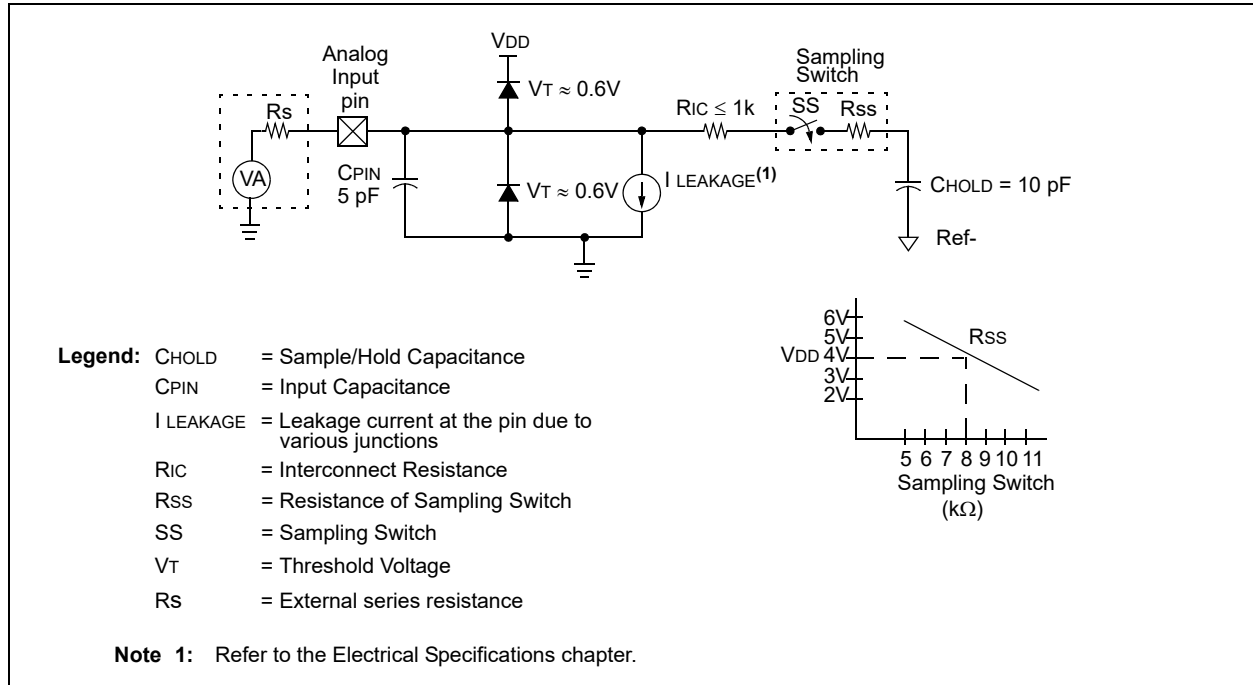 VDD
Analog
Input
pin
Sampling
Switch
VT ≈ 0.6V
Rs
RIC ≤ 1k
SS
Rss
VA
CPIN
5 pF
VT ≈ 0.6V
I LEAKAGE(1)
CHOLD = 10 pF
Ref-
6V
5V
VDD 4V
3V
2V
RSS
5 6 7 8 9 10 11
Sampling Switch
(kΩ)
Legend: CHOLD = Sample/Hold Capacitance
CPIN = Input Capacitance
I LEAKAGE = Leakage current at the pin due to
various junctions
RIC = Interconnect Resistance
RSS = Resistance of Sampling Switch
SS = Sampling Switch
VT = Threshold Voltage
Rs = External series resistance
Note 1: Refer to the Electrical Specifications chapter.